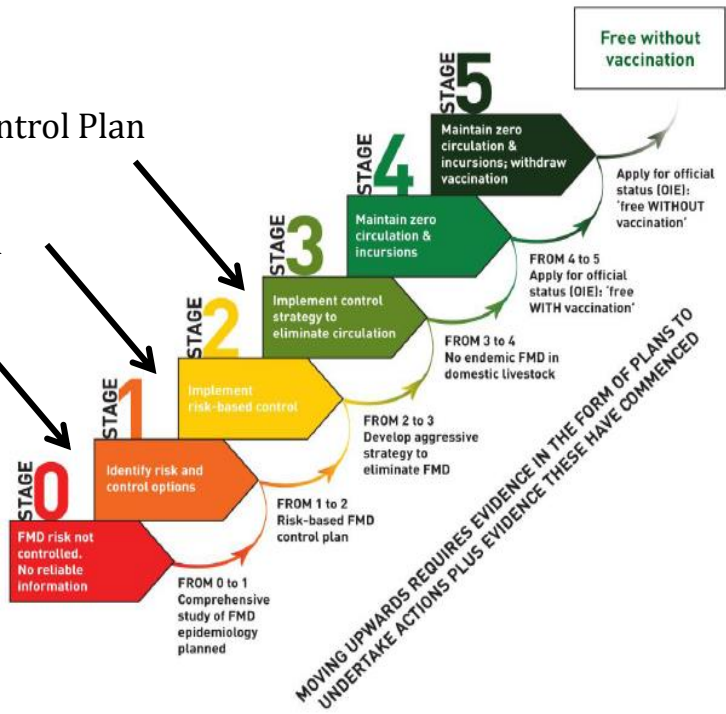 Free without
vaccination
STAGE 5
Maintain zero
circulation &
incursions; withdraw
vaccination
Apply for official
status (OIE):
'free WITHOUT
vaccination'
ntrol Plan
STAGE 4
Maintain zero
circulation &
incursions
FROM 4 to 5
Apply for official
status (OIE): 'free
WITH vaccination'
STAGE 3
Implement control
strategy to
eliminate circulation
FROM 3 to 4
No endemic FMD in
domestic livestock
STAGE 2
Implement
risk-based control
FROM 2 to 3
Develop aggressive
strategy to
eliminate FMD
STAGE 1
Identify risk and
control options
FROM 1 to 2
Risk-based FMD
control plan
STAGE 0
FMD risk not
controlled.
No reliable
information
FROM 0 to 1
Comprehensive
study of FMD
epidemiology
planned
MOVING UPWARDS REQUIRES EVIDENCE IN THE FORM OF PLANS TO
UNDERTAKE ACTIONS PLUS EVIDENCE THESE HAVE COMMENCED